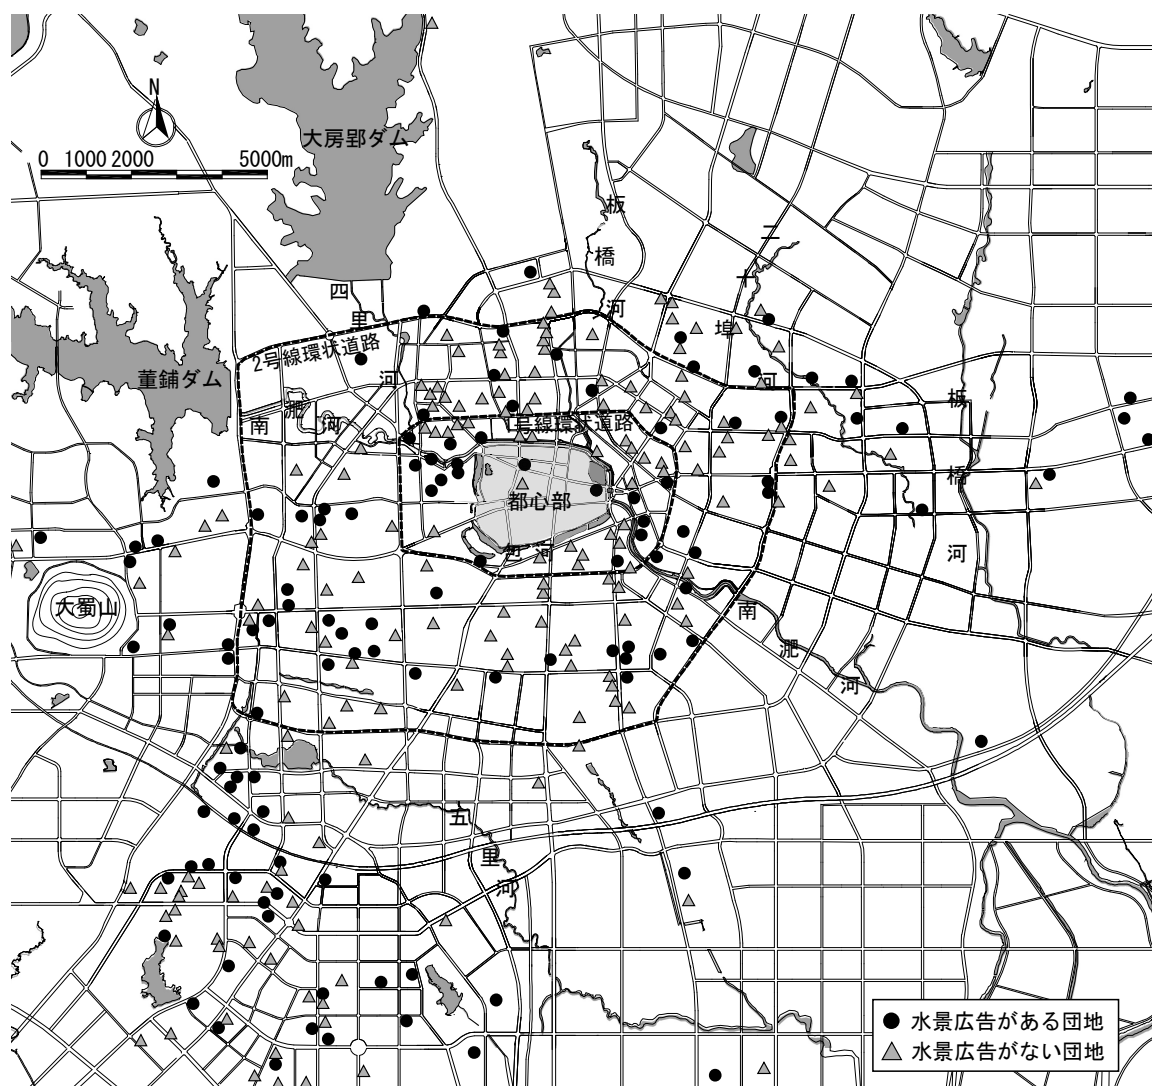 N
大房郢ダム
0 1000 2000 5000m
板橋河
二十埠河
四里河
2号線環状道路
董鋪ダム
南淝河
1号線環状道路
板橋河
都心部
大蜀山
南淝河
五里河
水景広告がある団地
水景広告がない団地